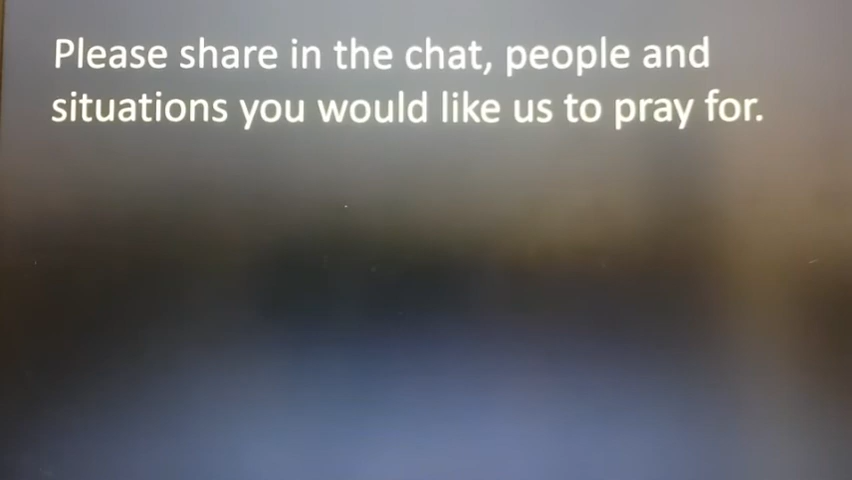 Please share in the chat, people and
situations you would like us to pray for.